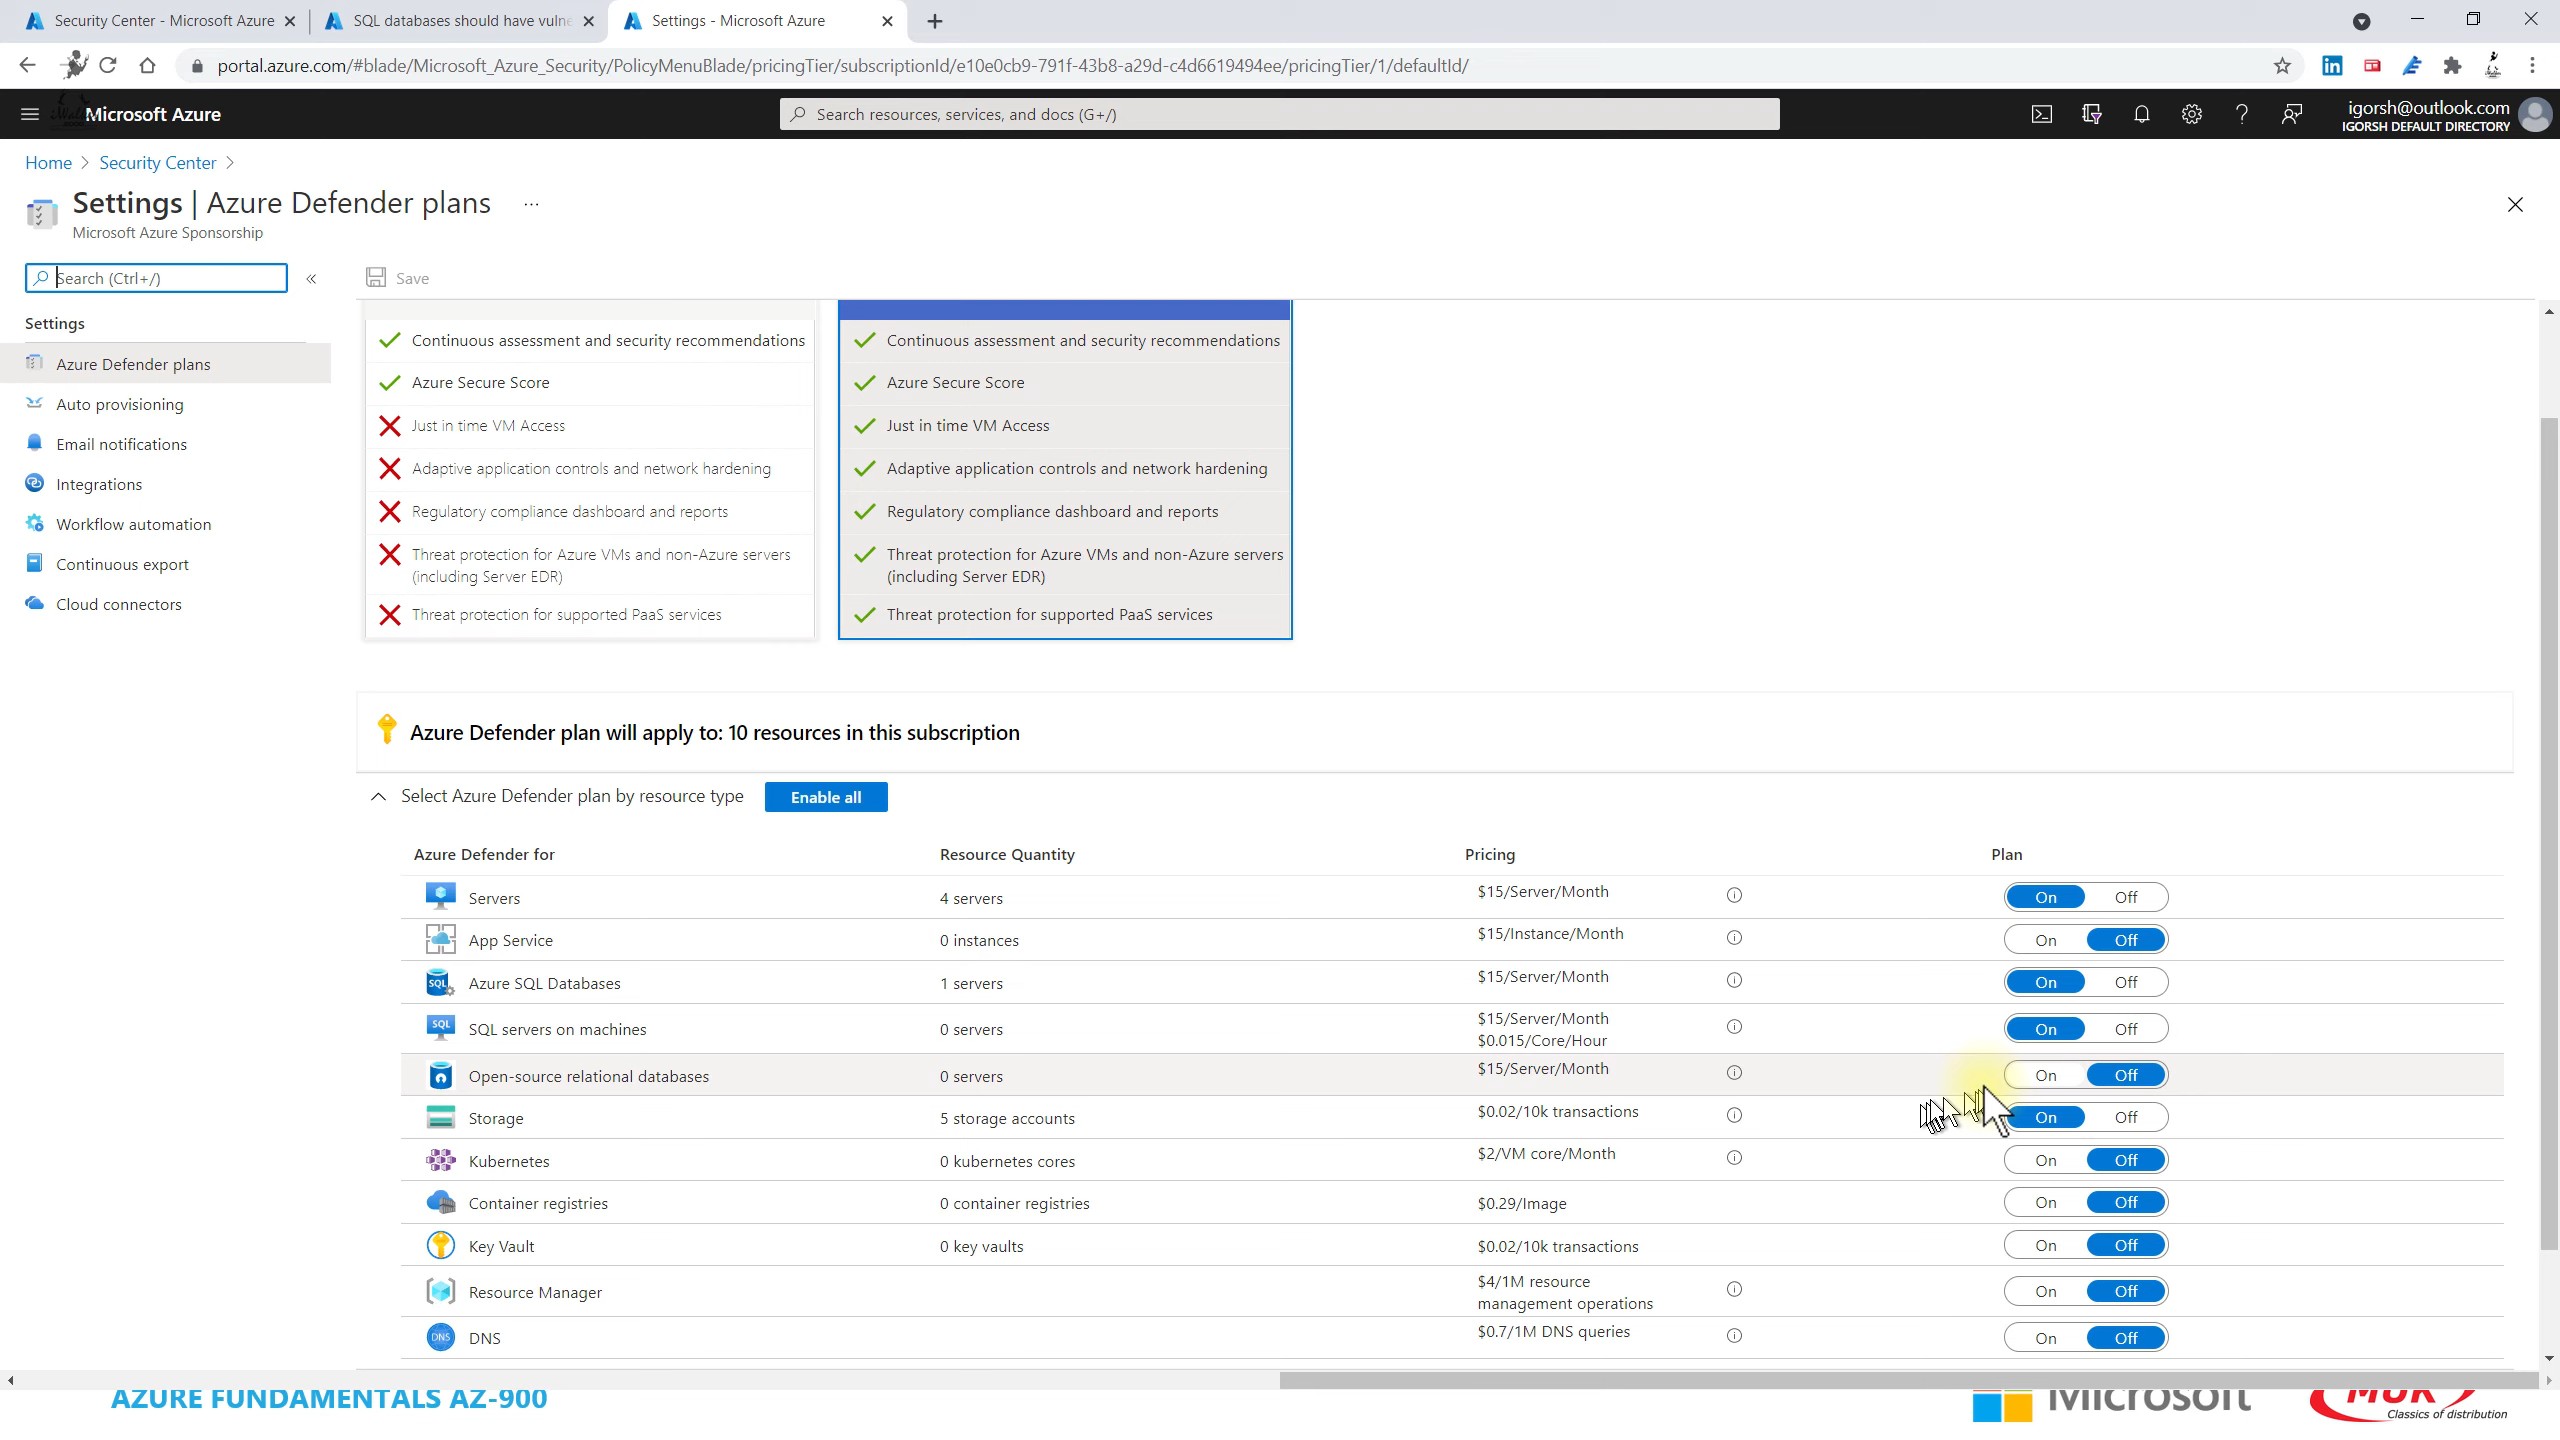 Security Center - Microsoft Azure
SQL databases should have vulne
Settings - Microsoft Azure
portal.azure.com/#blade/Microsoft_Azure_Security/PolicyMenuBlade/pricingTier/subscriptionId/e10e0cb9-791f-43b8-a29d-c4d6619494ee/pricingTier/1/defaultId/
Microsoft Azure
Search resources, services, and docs (G+/)
igorsh@outlook.com
IGORSH DEFAULT DIRECTORY
Home > Security Center >
Settings | Azure Defender plans ...
Microsoft Azure Sponsorship
Search (Ctrl+/)
«
Save
Settings
Azure Defender plans
Auto provisioning
Email notifications
Integrations
Workflow automation
Continuous export
Cloud connectors
Continuous assessment and security recommendations
Azure Secure Score
Just in time VM Access
Adaptive application controls and network hardening
Regulatory compliance dashboard and reports
Threat protection for Azure VMs and non-Azure servers
(including Server EDR)
Threat protection for supported PaaS services
Continuous assessment and security recommendations
Azure Secure Score
Just in time VM Access
Adaptive application controls and network hardening
Regulatory compliance dashboard and reports
Threat protection for Azure VMs and non-Azure servers
(including Server EDR)
Threat protection for supported PaaS services
Azure Defender plan will apply to: 10 resources in this subscription
Select Azure Defender plan by resource type Enable all
Azure Defender for Resource Quantity Pricing Plan
Servers 4 servers $15/Server/Month On Off
App Service 0 instances $15/Instance/Month On Off
Azure SQL Databases 1 servers $15/Server/Month On Off
SQL servers on machines 0 servers $15/Server/Month On Off
$0.015/Core/Hour
Open-source relational databases 0 servers $15/Server/Month On Off
Storage 5 storage accounts $0.02/10k transactions On Off
Kubernetes 0 kubernetes cores $2/VM core/Month On Off
Container registries 0 container registries $0.29/Image On Off
Key Vault 0 key vaults $0.02/10k transactions On Off
Resource Manager $4/1M resource On Off
management operations
DNS $0.7/1M DNS queries On Off
AZURE FUNDAMENTALS AZ-900
Microsoft
MUK
Classics of distribution